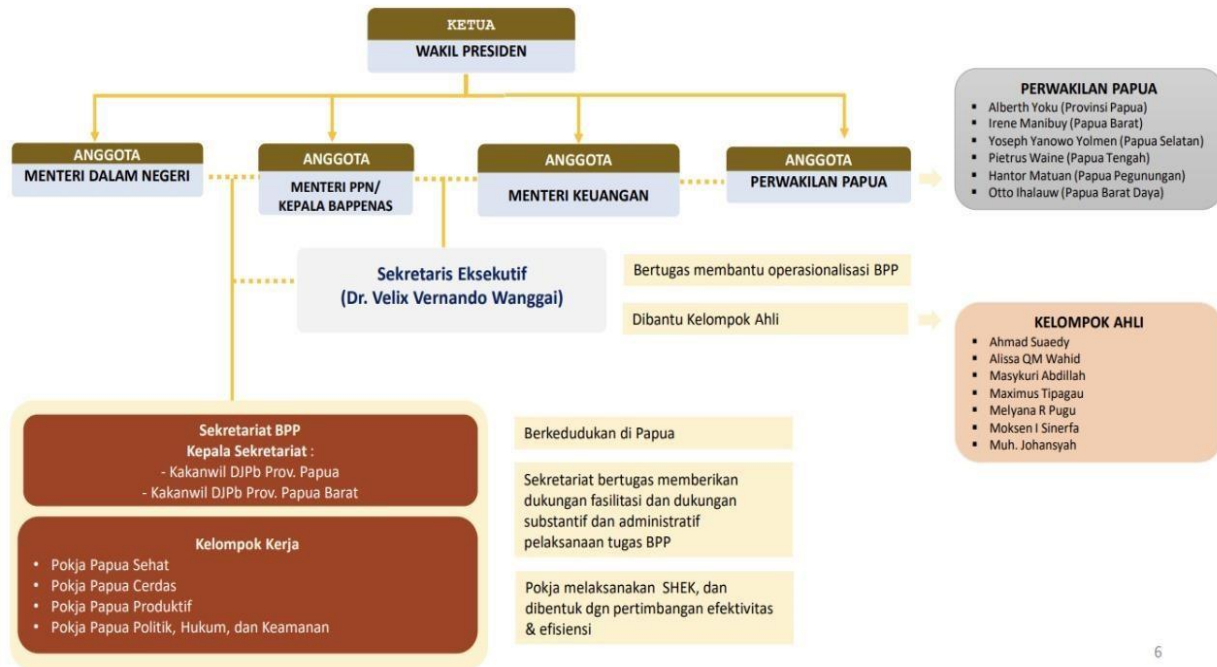 KETUA
WAKIL PRESIDEN
ANGGOTA
MENTERI DALAM NEGERI
ANGGOTA
MENTERI PPN/
KEPALA BAPPENAS
ANGGOTA
MENTERI KEUANGAN
ANGGOTA
PERWAKILAN PAPUA
PERWAKILAN PAPUA
▪ Alberth Yoku (Provinsi Papua)
▪ Irene Manibuy (Papua Barat)
▪ Yoseph Yanowo Yolmen (Papua Selatan)
▪ Pietrus Waine (Papua Tengah)
▪ Hantor Matuan (Papua Pegunungan)
▪ Otto Ihalauw (Papua Barat Daya)
Sekretaris Eksekutif
(Dr. Velix Vernando Wanggai)
Bertugas membantu operasionalisasi BPP
Dibantu Kelompok Ahli
KELOMPOK AHLI
▪ Ahmad Suaedy
▪ Alissa QM Wahid
▪ Masykuri Abdillah
▪ Maximus Tipagau
▪ Melyana R Pugu
▪ Moksen I Sinerfa
▪ Muh. Johansyah
Sekretariat BPP
Kepala Sekretariat :
- Kakanwil DJPb Prov. Papua
- Kakanwil DJPb Prov. Papua Barat
Kelompok Kerja
• Pokja Papua Sehat
• Pokja Papua Cerdas
• Pokja Papua Produktif
• Pokja Papua Politik, Hukum, dan Keamanan
Berkedudukan di Papua
Sekretariat bertugas memberikan
dukungan fasilitasi dan dukungan
substantif dan administratif
pelaksanaan tugas BPP
Pokja melaksanakan SHEK, dan
dibentuk dgn pertimbangan efektivitas
& efisiensi
6